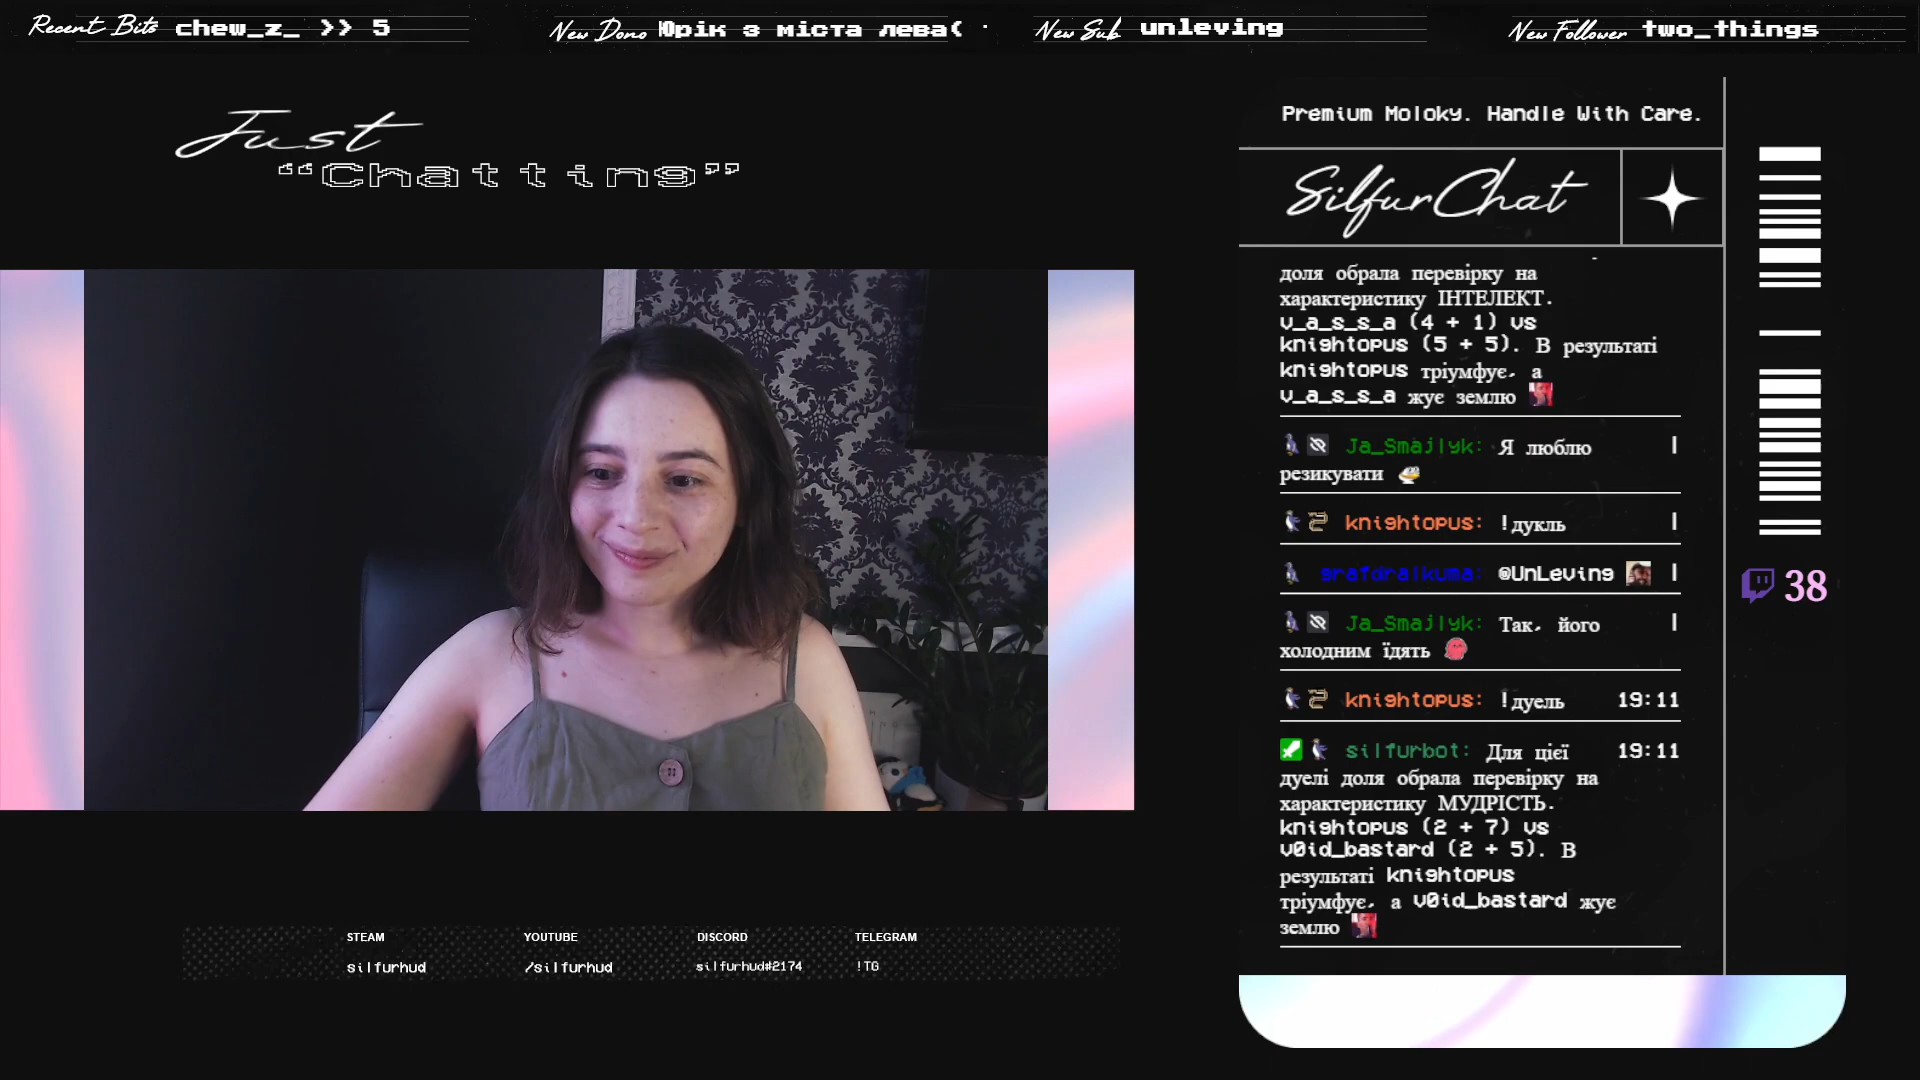 Recent Bits chew_z_ >> 5
New Dono Юрік з міста лева(
New Sub unleving
New Follower two_things
Just
“Chatting”
Premium Moloky. Handle With Care.
SilfurChat
доля обрала перевірку на
характеристику ІНТЕЛЕКТ.
v_a_s_s_a (4 + 1) vs
knightopus (5 + 5). В результаті
knightopus тріумфує, а
v_a_s_s_a жує землю
Ja_Smajlyk: Я люблю
резикувати
knightopus: !дукль
grafdralkuma: @UnLeving
Ja_Smajlyk: Так, його
холодним їдять
knightopus: !дуель 19:11
silfurbot: Для цієї 19:11
дуелі доля обрала перевірку на
характеристику МУДРІСТЬ.
knightopus (2 + 7) vs
v0id_bastard (2 + 5). В
результаті knightopus
тріумфує, а v0id_bastard жує
землю
38
STEAM
silfurhud
YOUTUBE
/silfurhud
DISCORD
silfurhud#2174
TELEGRAM
!TG